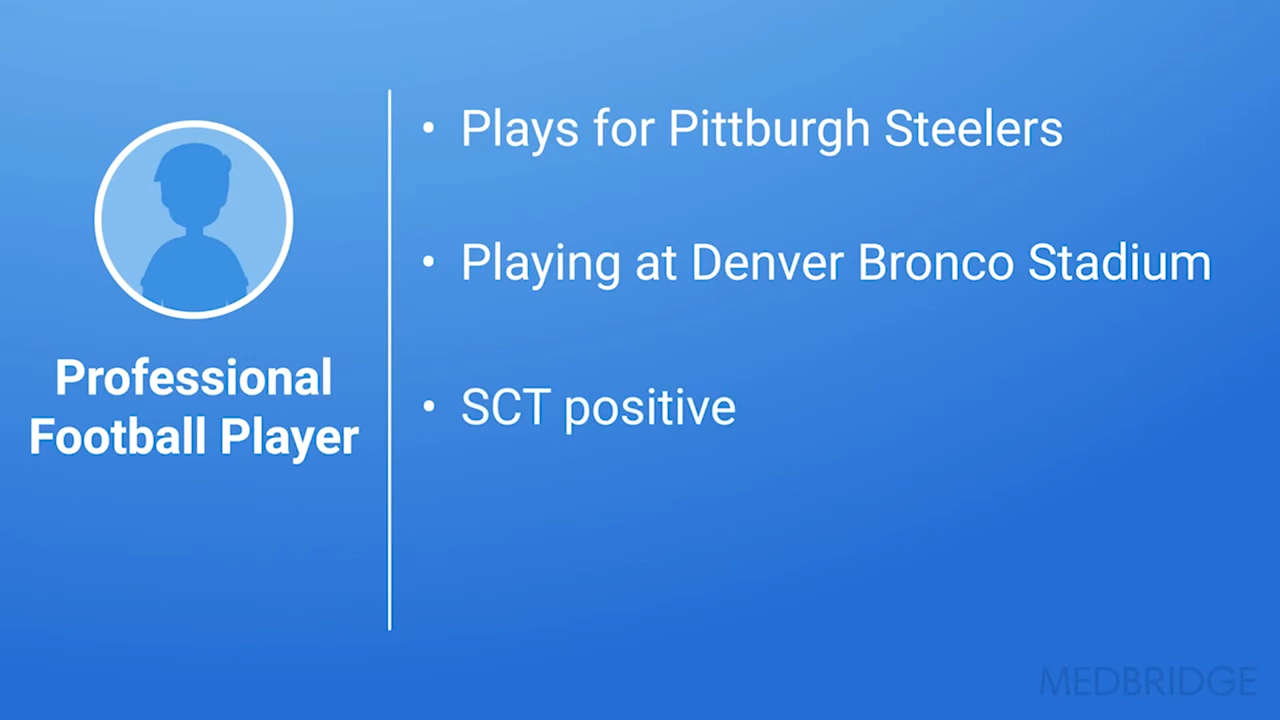 Professional
Football Player
• Plays for Pittburgh Steelers
• Playing at Denver Bronco Stadium
• SCT positive
MEDBRIDGE